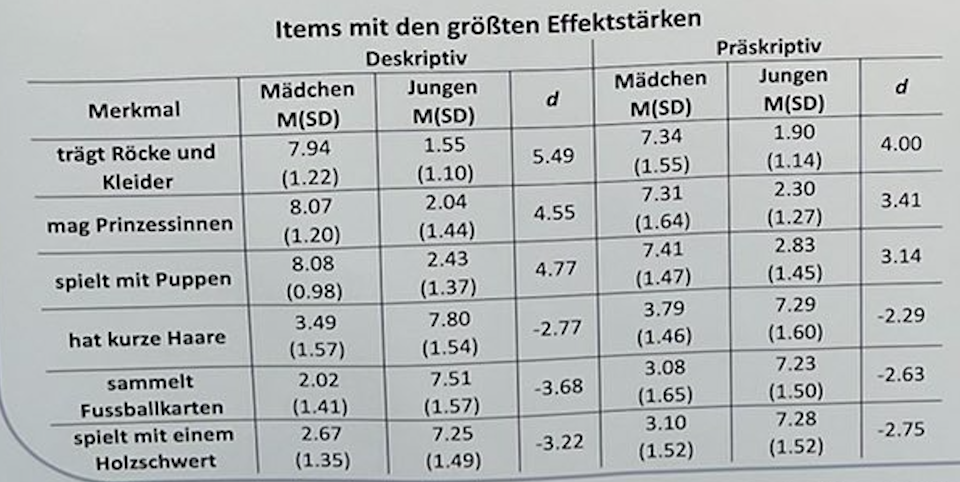 Items mit den größten Effektstärken
Deskriptiv Präskriptiv
Merkmal Mädchen M(SD) Jungen M(SD) d Mädchen M(SD) Jungen M(SD) d
trägt Röcke und Kleider 7.94 (1.22) 1.55 (1.10) 5.49 7.34 (1.55) 1.90 (1.14) 4.00
mag Prinzessinnen 8.07 (1.20) 2.04 (1.44) 4.55 7.31 (1.64) 2.30 (1.27) 3.41
spielt mit Puppen 8.08 (0.98) 2.43 (1.37) 4.77 7.41 (1.47) 2.83 (1.45) 3.14
hat kurze Haare 3.49 (1.57) 7.80 (1.54) -2.77 3.79 (1.46) 7.29 (1.60) -2.29
sammelt Fussballkarten 2.02 (1.41) 7.51 (1.57) -3.68 3.08 (1.65) 7.23 (1.50) -2.63
spielt mit einem Holzschwert 2.67 (1.35) 7.25 (1.49) -3.22 3.10 (1.52) 7.28 (1.52) -2.75